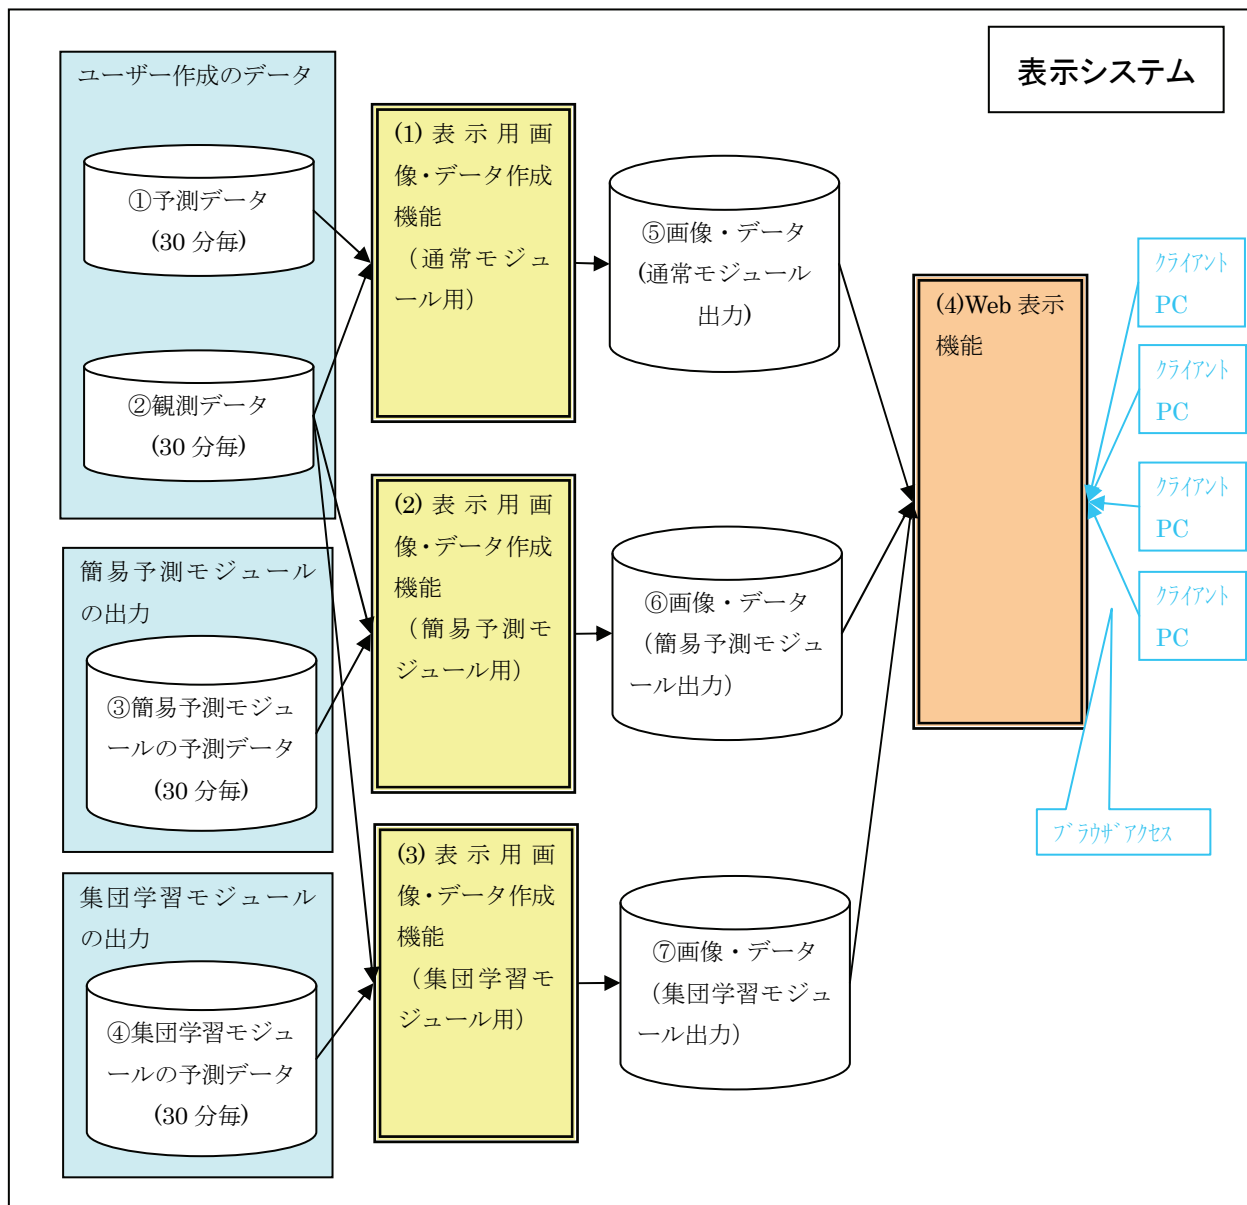 表示システム
ユーザー作成のデータ
①予測データ
(30 分毎)
②観測データ
(30 分毎)
簡易予測モジュール
の出力
③簡易予測モジュ
ールの予測データ
(30 分毎)
集団学習モジュール
の出力
④集団学習モジュ
ールの予測データ
(30 分毎)
(1) 表 示 用 画
像・データ作成
機能
（通常モジュ
ール用）
(2) 表 示 用 画
像・データ作成
機能
（簡易予測モ
ジュール用）
(3) 表 示 用 画
像・データ作成
機能
（集団学習モ
ジュール用）
⑤画像・データ
(通常モジュール
出力)
⑥画像・データ
（簡易予測モジュ
ール出力）
⑦画像・データ
（集団学習モジュ
ール出力）
(4)Web 表示
機能
ｸﾗｲｱﾝﾄ
PC
ｸﾗｲｱﾝﾄ
PC
ｸﾗｲｱﾝﾄ
PC
ｸﾗｲｱﾝﾄ
PC
ﾌﾞﾗｳｻﾞｱｸｾｽ